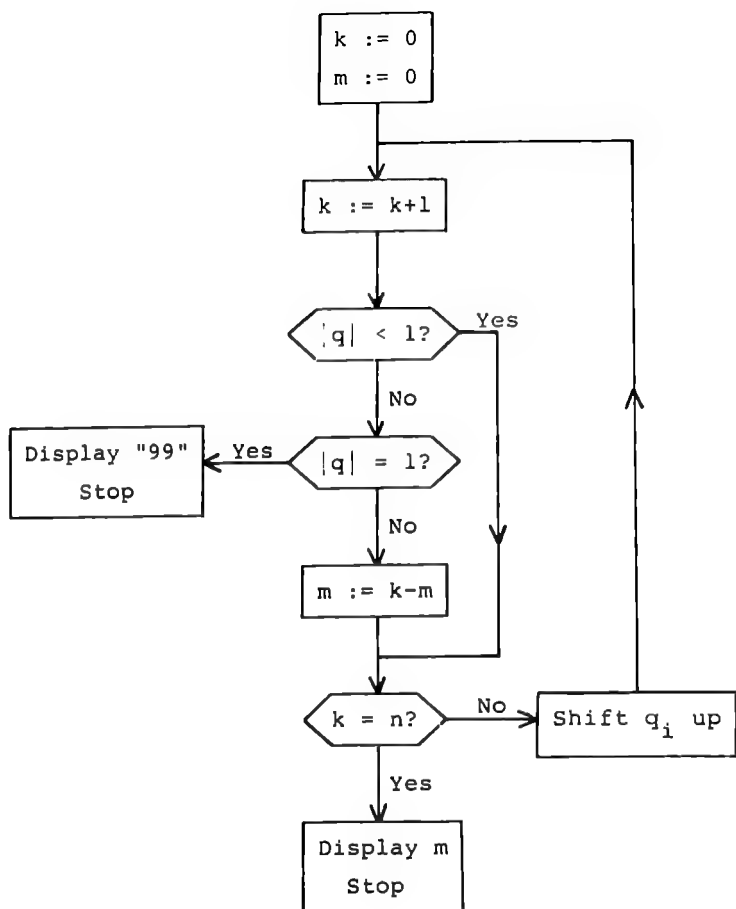 k := 0
m := 0
k := k+1
|q| < 1?
Yes
No
Display "99"
Stop
Yes
|q| = 1?
No
m := k-m
k = n?
No
Shift q_i up
Yes
Display m
Stop